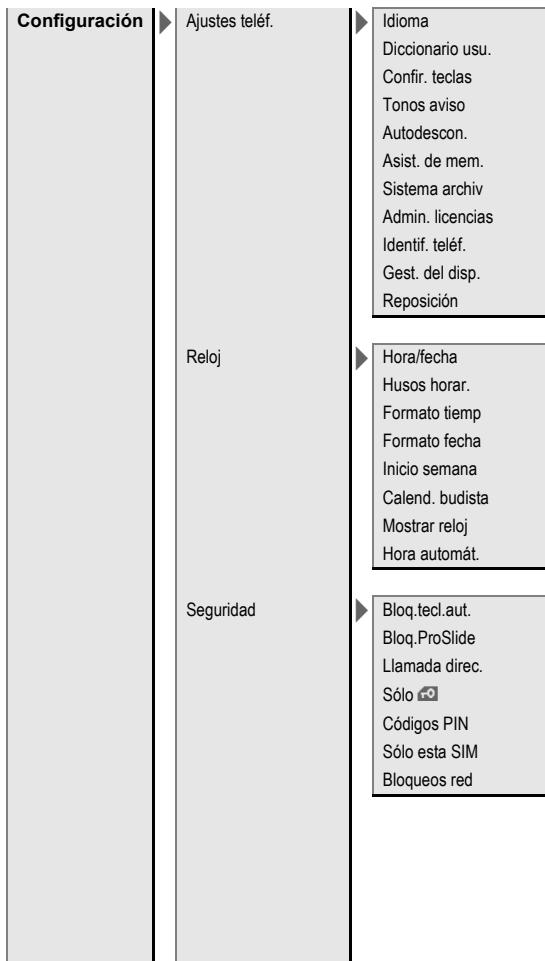 Configuración
Ajustes teléf.
Idioma
Diccionario usu.
Confir. teclas
Tonos aviso
Autodescon.
Asist. de mem.
Sistema archiv
Admin. licencias
Identif. teléf.
Gest. del disp.
Reposición
Reloj
Hora/fecha
Husos horar.
Formato tiemp
Formato fecha
Inicio semana
Calend. budista
Mostrar reloj
Hora automát.
Seguridad
Bloq.tecl.aut.
Bloq.ProSlide
Llamada direc.
Sólo
Códigos PIN
Sólo esta SIM
Bloqueos red